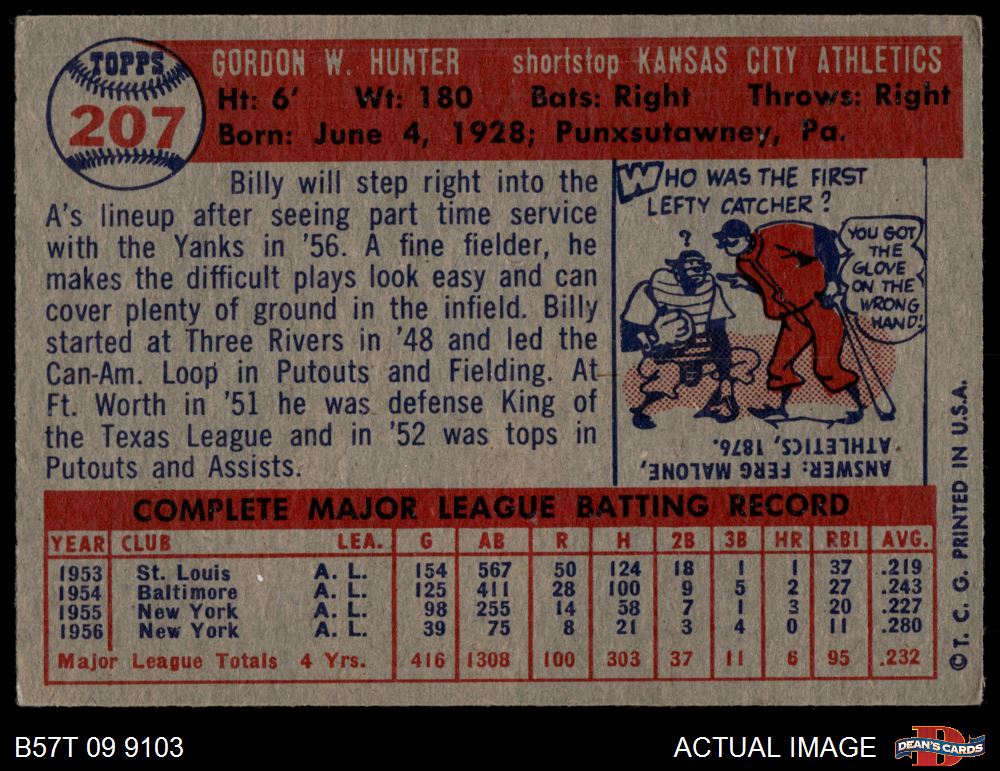 TOPPS
207
GORDON W. HUNTER shortstop KANSAS CITY ATHLETICS
Ht: 6' Wt: 180 Bats: Right Throws: Right
Born: June 4, 1928; Punxsutawney, Pa.
Billy will step right into the
A's lineup after seeing part time service
with the Yanks in '56. A fine fielder, he
makes the difficult plays look easy and can
cover plenty of ground in the infield. Billy
started at Three Rivers in '48 and led the
Can-Am. Loop in Putouts and Fielding. At
Ft. Worth in '51 he was defense King of
the Texas League and in '52 was tops in
Putouts and Assists.
WHO WAS THE FIRST
LEFTY CATCHER?
?
YOU GOT
THE
GLOVE
ON THE
WRONG
HAND!
ANSWER: FERG MALONE,
ATHLETICS, 1876.
COMPLETE MAJOR LEAGUE BATTING RECORD
YEAR CLUB LEA. G AB R H 2B 3B HR RBI AVG.
1953 St. Louis A. L. 154 567 50 124 18 1 1 37 .219
1954 Baltimore A. L. 125 411 28 100 9 5 2 27 .243
1955 New York A. L. 98 255 14 58 7 1 3 20 .227
1956 New York A. L. 39 75 8 21 3 4 0 11 .280
Major League Totals 4 Yrs. 416 1308 100 303 37 11 6 95 .232
© T. C. G. PRINTED IN U.S.A.
B57T 09 9103
ACTUAL IMAGE
DEAN'S CARDS